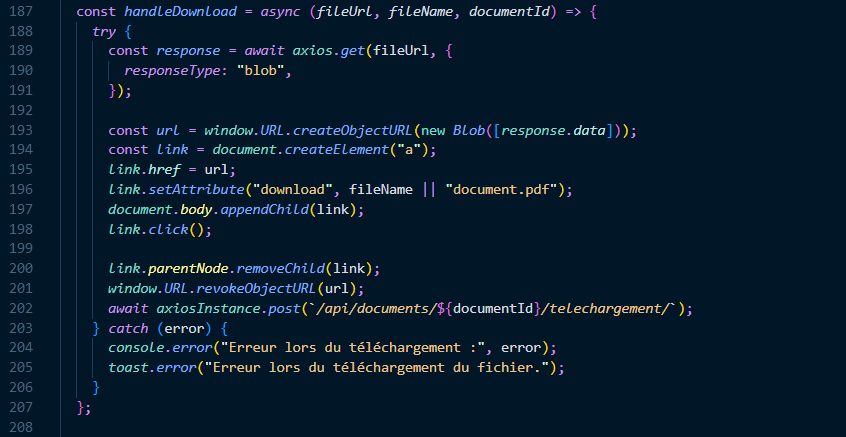 187 const handleDownload = async (fileUrl, fileName, documentId) => {
188 try {
189 const response = await axios.get(fileUrl, {
190 responseType: "blob",
191 });
192
193 const url = window.URL.createObjectURL(new Blob([response.data]));
194 const link = document.createElement("a");
195 link.href = url;
196 link.setAttribute("download", fileName || "document.pdf");
197 document.body.appendChild(link);
198 link.click();
199
200 link.parentNode.removeChild(link);
201 window.URL.revokeObjectURL(url);
202 await axiosInstance.post(`/api/documents/${documentId}/telechargement/`);
203 } catch (error) {
204 console.error("Erreur lors du téléchargement :", error);
205 toast.error("Erreur lors du téléchargement du fichier.");
206 }
207 };
208